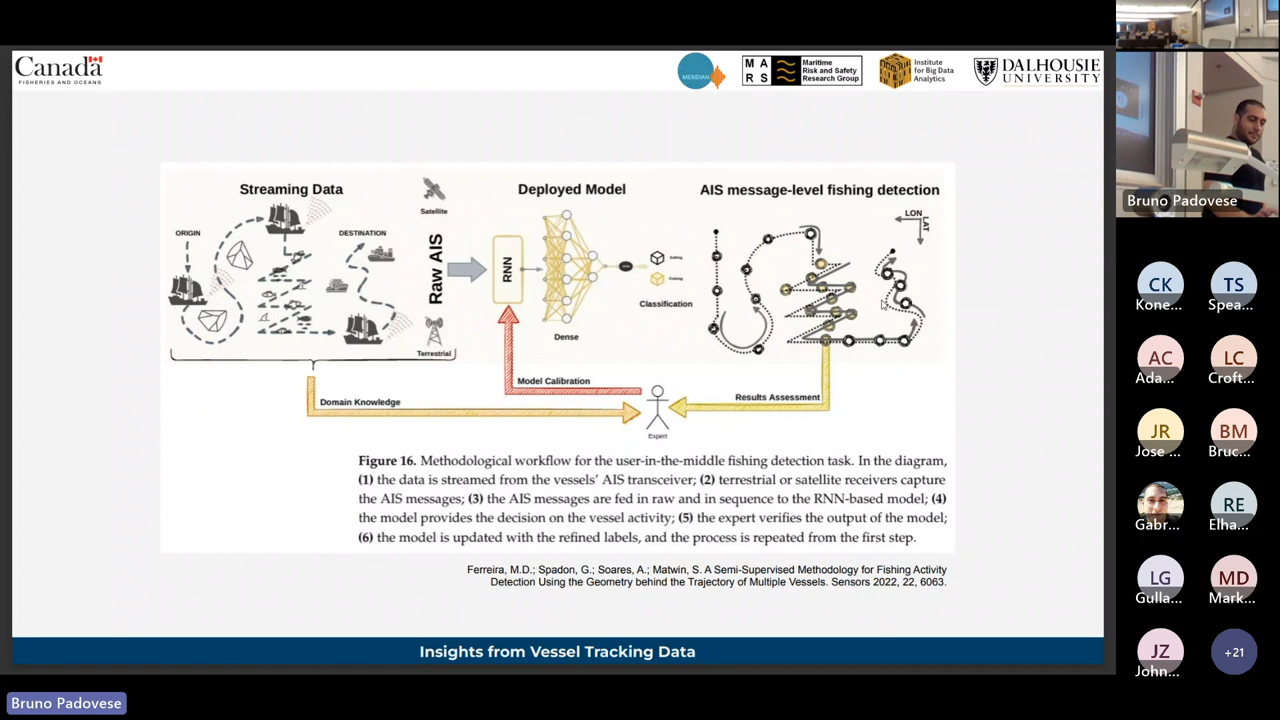 Canada
FISHERIES AND OCEANS
MERIDIAN
M A
R S
Maritime
Risk and Safety
Research Group
Institute
for Big Data
Analytics
DALHOUSIE
UNIVERSITY
Streaming Data
ORIGIN
DESTINATION
Satellite
Raw AIS
Terrestrial
Deployed Model
RNN
Dense
Classification
AIS message-level fishing detection
LON
LAT
Model Calibration
Domain Knowledge
Results Assessment
Expert
Figure 16. Methodological workflow for the user-in-the-middle fishing detection task. In the diagram,
(1) the data is streamed from the vessels' AIS transceiver; (2) terrestrial or satellite receivers capture
the AIS messages; (3) the AIS messages are fed in raw and in sequence to the RNN-based model; (4)
the model provides the decision on the vessel activity; (5) the expert verifies the output of the model;
(6) the model is updated with the refined labels, and the process is repeated from the first step.
Ferreira, M.D.; Spadon, G.; Soares, A.; Matwin, S. A Semi-Supervised Methodology for Fishing Activity
Detection Using the Geometry behind the Trajectory of Multiple Vessels. Sensors 2022, 22, 6063.
Insights from Vessel Tracking Data
Bruno Padovese
Bruno Padovese
CK
Kone...
TS
Spea...
AC
Ada...
LC
Croft...
JR
Jose ...
BM
Bruc...
Gabr...
RE
Elha...
LG
Gulla...
MD
Mark...
JZ
John...
+21